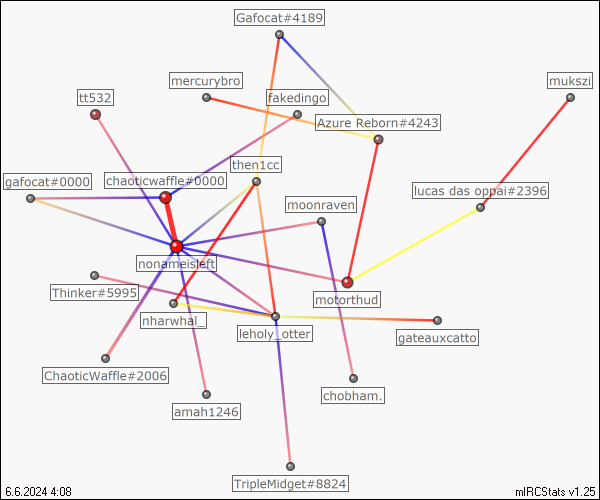 Gafocat#4189
mercurybro
mukszi
tt532
fakedingo
Azure Reborn#4243
then1cc
gafocat#0000
chaoticwaffle#0000
lucas das oppai#2396
moonraven
nonameisleft
Thinker#5995
motorthud
nharwhal_
leholy_otter
gateauxcatto
ChaoticWaffle#2006
chobham.
amah1246
TripleMidget#8824
6.6.2024 4:08
mIRCStats v1.25